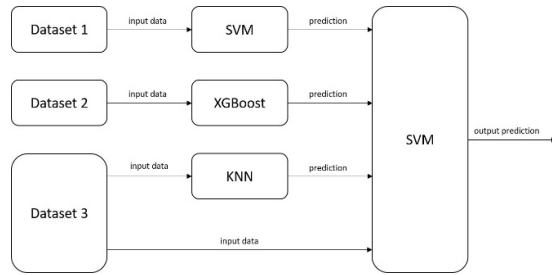 Dataset 1
input data
SVM
prediction
Dataset 2
input data
XGBoost
prediction
SVM
output prediction
Dataset 3
input data
KNN
prediction
input data